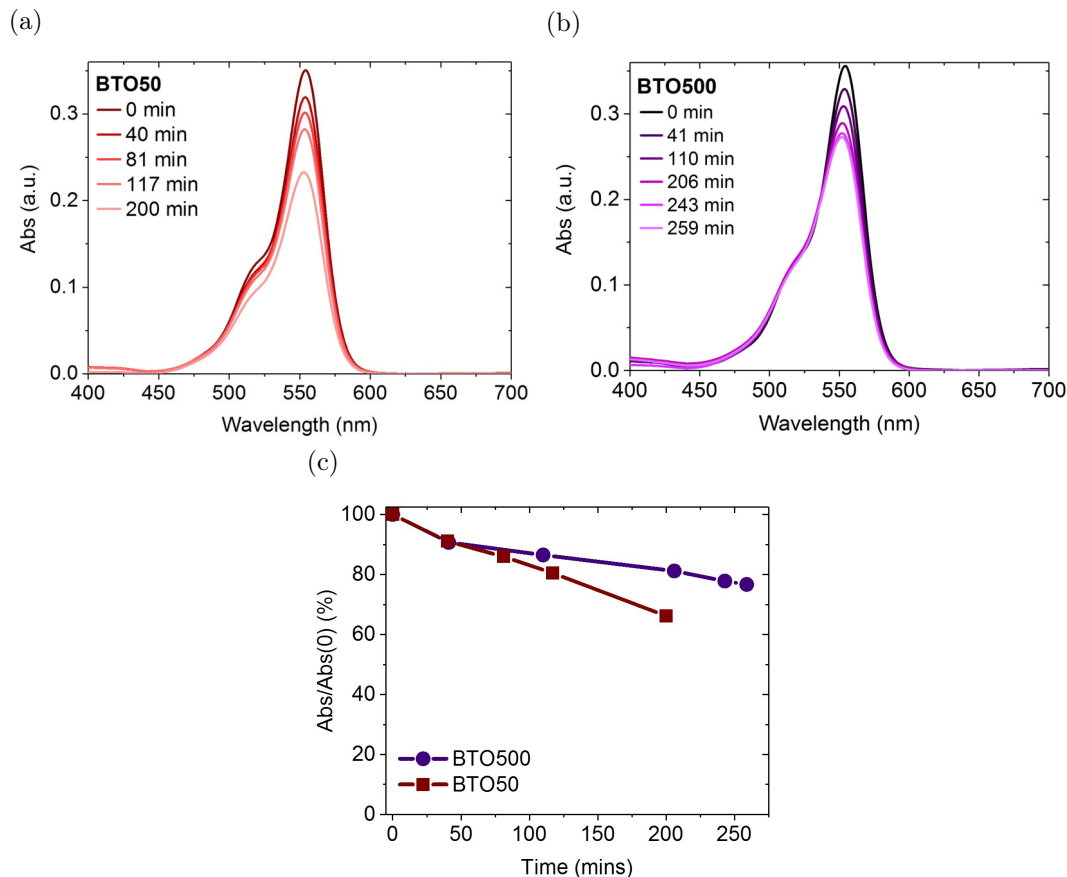 (a)
BTO50
0 min
40 min
81 min
117 min
200 min
0.3
0.2
0.1
0.0
400 450 500 550 600 650 700
Wavelength (nm)
Abs (a.u.)
(b)
BTO500
0 min
41 min
110 min
206 min
243 min
259 min
0.3
0.2
0.1
0.0
400 450 500 550 600 650 700
Wavelength (nm)
Abs (a.u.)
(c)
100
80
60
40
20
0
BTO500
BTO50
0 50 100 150 200 250
Time (mins)
Abs/Abs(0) (%)